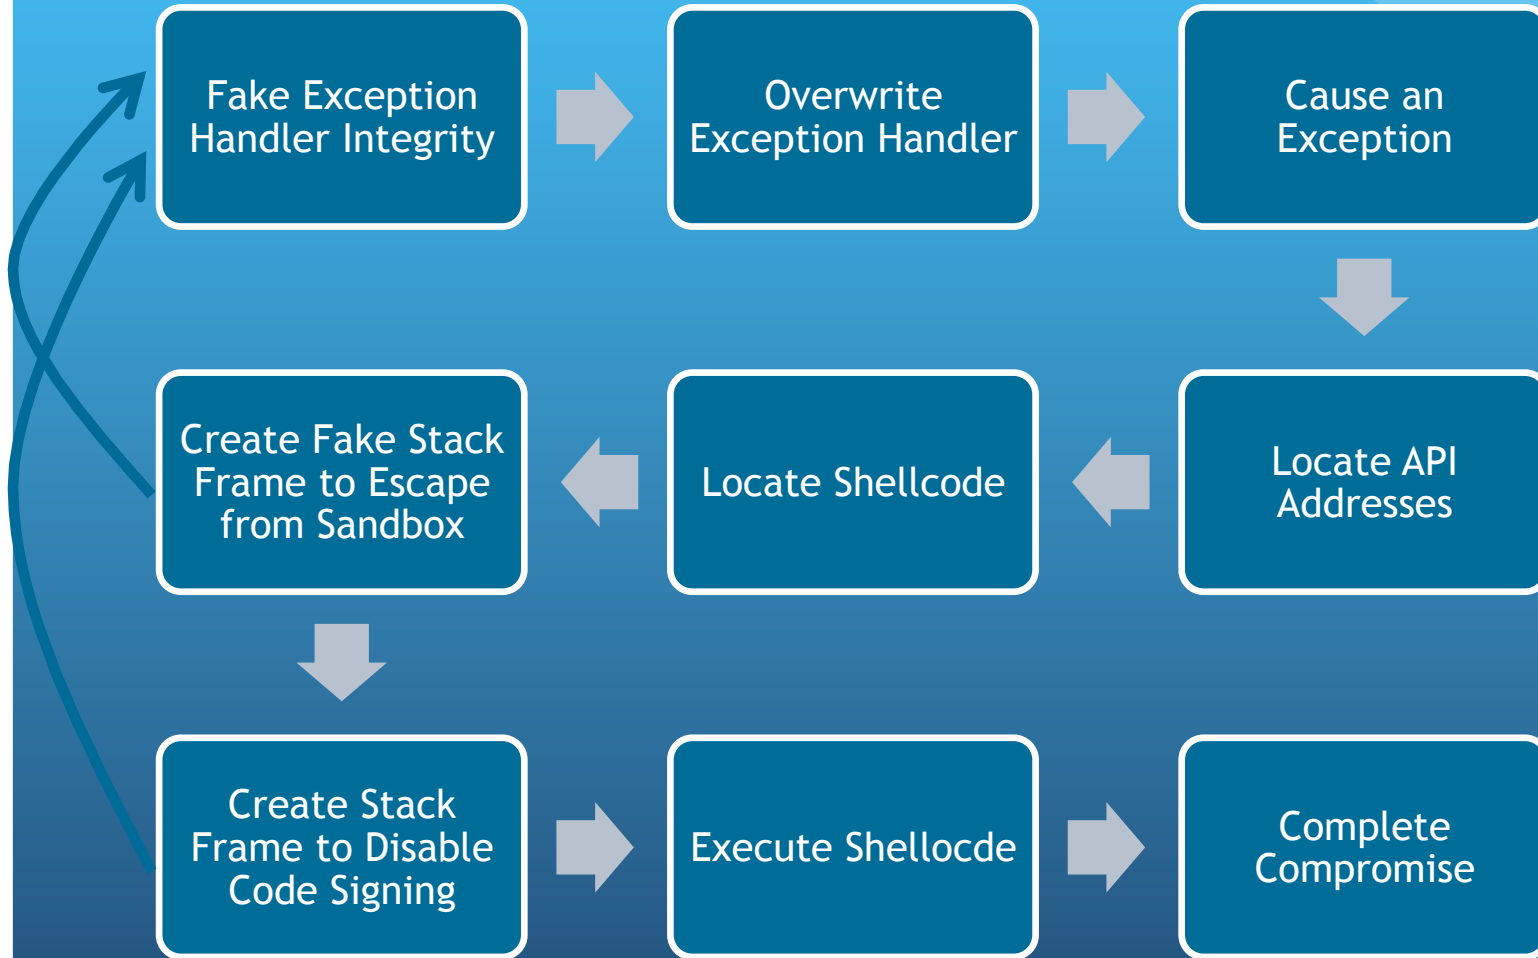 Fake Exception
Handler Integrity
Overwrite
Exception Handler
Cause an
Exception
Locate API
Addresses
Locate Shellcode
Create Fake Stack
Frame to Escape
from Sandbox
Create Stack
Frame to Disable
Code Signing
Execute Shellocde
Complete
Compromise